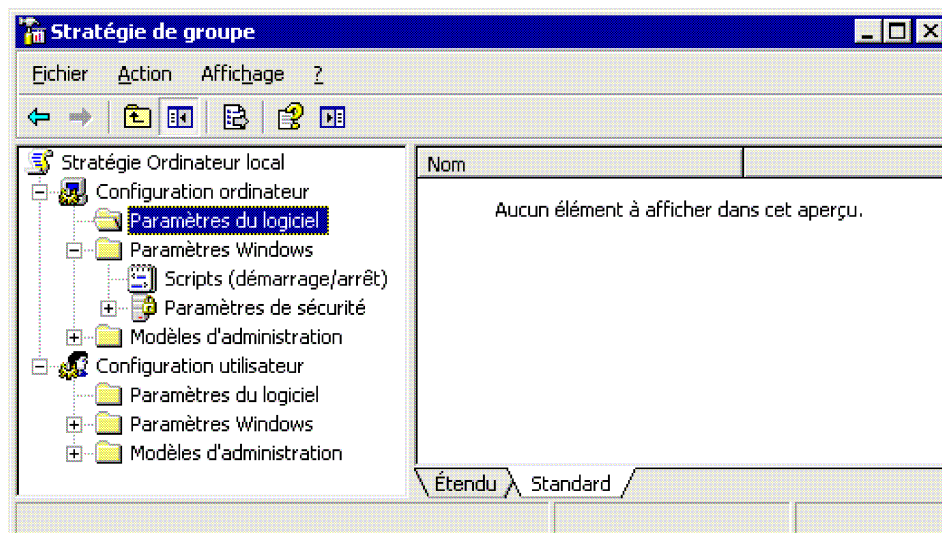 Stratégie de groupe
Fichier Action Affichage ?
Stratégie Ordinateur local
Configuration ordinateur
Paramètres du logiciel
Paramètres Windows
Scripts (démarrage/arrêt)
Paramètres de sécurité
Modèles d'administration
Configuration utilisateur
Paramètres du logiciel
Paramètres Windows
Modèles d'administration
Nom
Aucun élément à afficher dans cet aperçu.
Étendu Standard